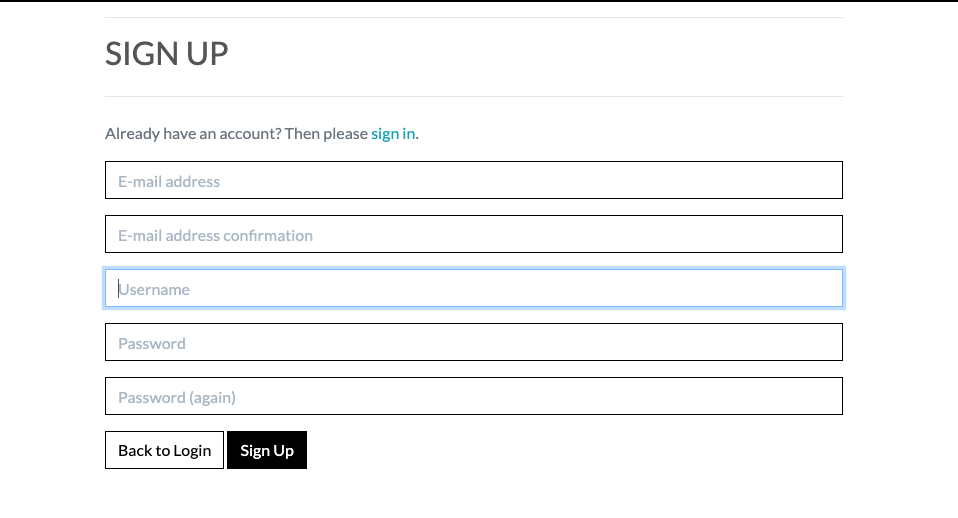 SIGN UP
Already have an account? Then please sign in.
E-mail address
E-mail address confirmation
Username
Password
Password (again)
Back to Login Sign Up